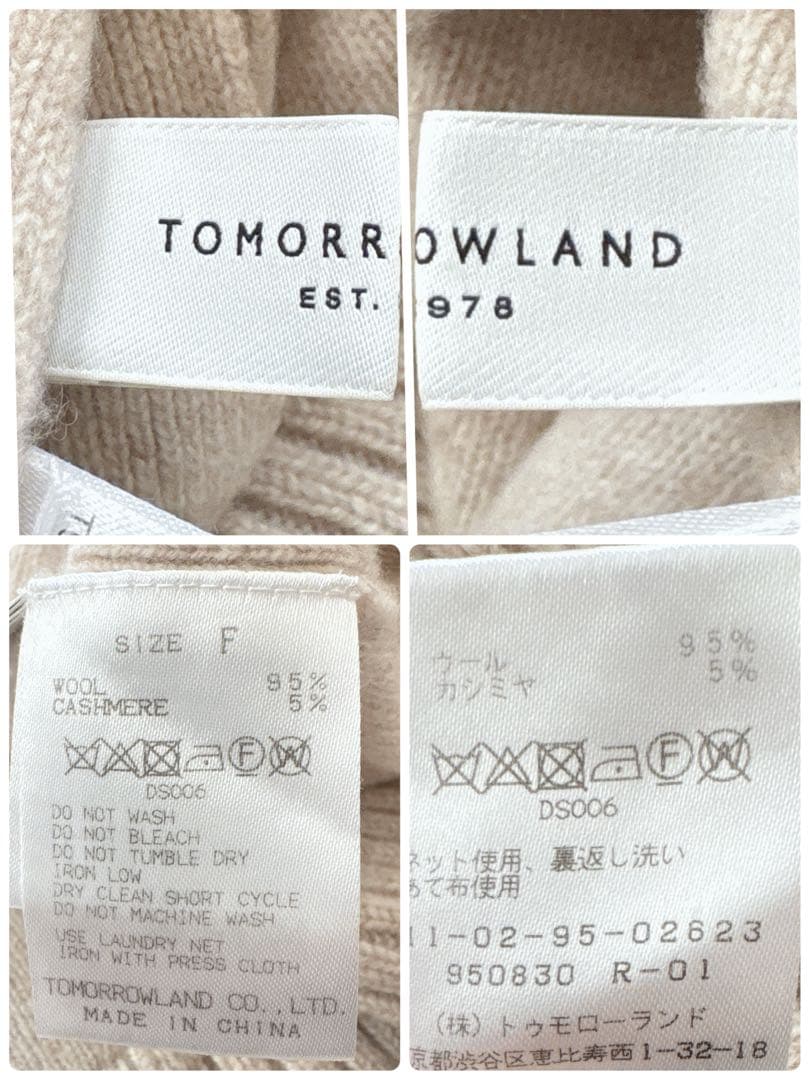 TOMORR
EST.
OWLAND
978
SIZE F
WOOL 95%
CASHMERE 5%
DS006
DO NOT WASH
DO NOT BLEACH
DO NOT TUMBLE DRY
IRON LOW
DRY CLEAN SHORT CYCLE
DO NOT MACHINE WASH
USE LAUNDRY NET
IRON WITH PRESS CLOTH
TOMORROWLAND CO., LTD.
MADE IN CHINA
ウール 95%
カシミヤ 5%
DS006
ネット使用、裏返し洗い
あて布使用
11-02-95-02623
950830 R-01
(株)トゥモローランド
京都渋谷区恵比寿西1-32-18